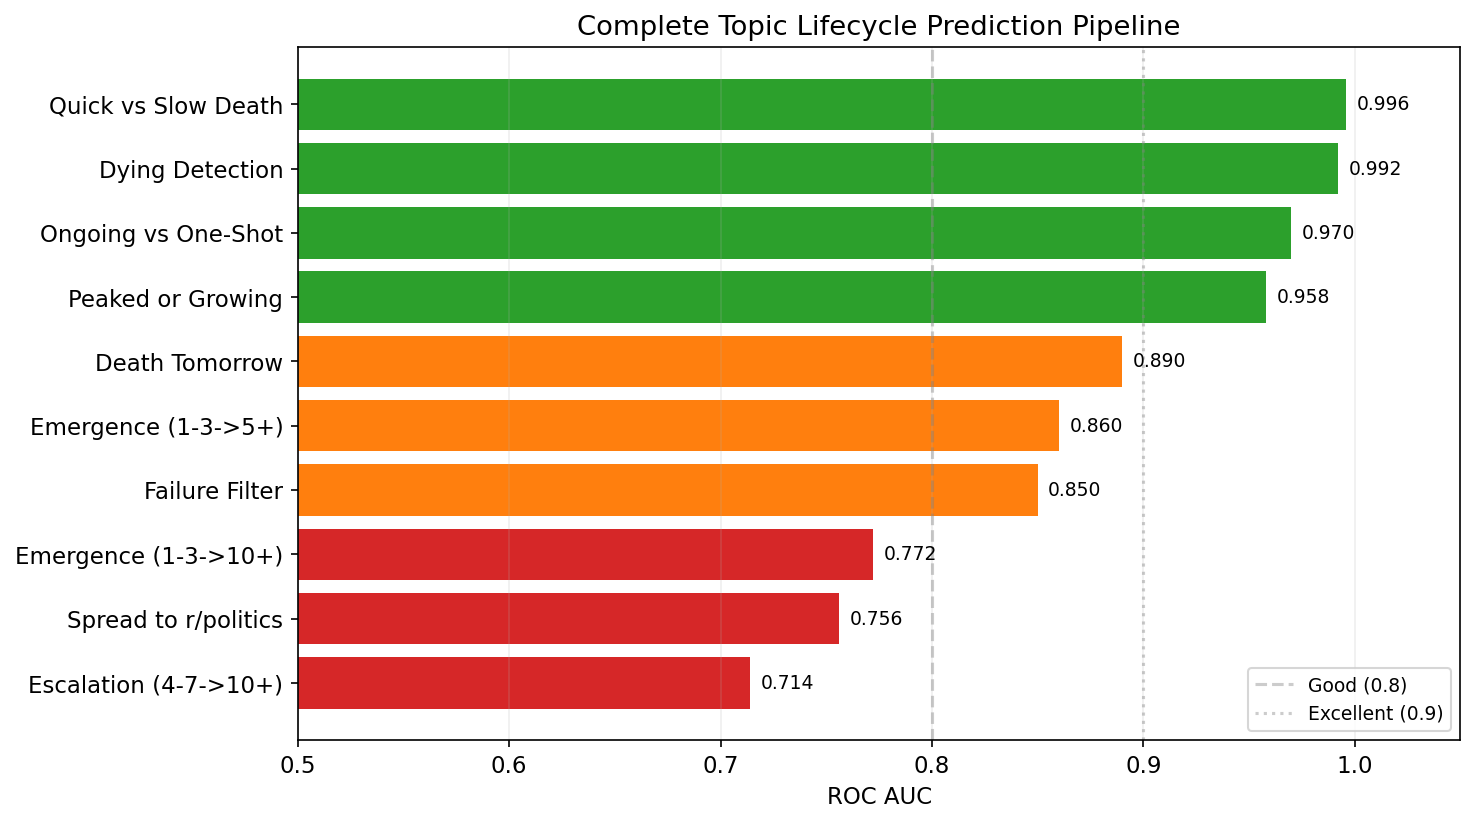 Complete Topic Lifecycle Prediction Pipeline
Quick vs Slow Death 0.996
Dying Detection 0.992
Ongoing vs One-Shot 0.970
Peaked or Growing 0.958
Death Tomorrow 0.890
Emergence (1-3->5+) 0.860
Failure Filter 0.850
Emergence (1-3->10+) 0.772
Spread to r/politics 0.756
Escalation (4-7->10+) 0.714
Good (0.8)
Excellent (0.9)
0.5 0.6 0.7 0.8 0.9 1.0
ROC AUC